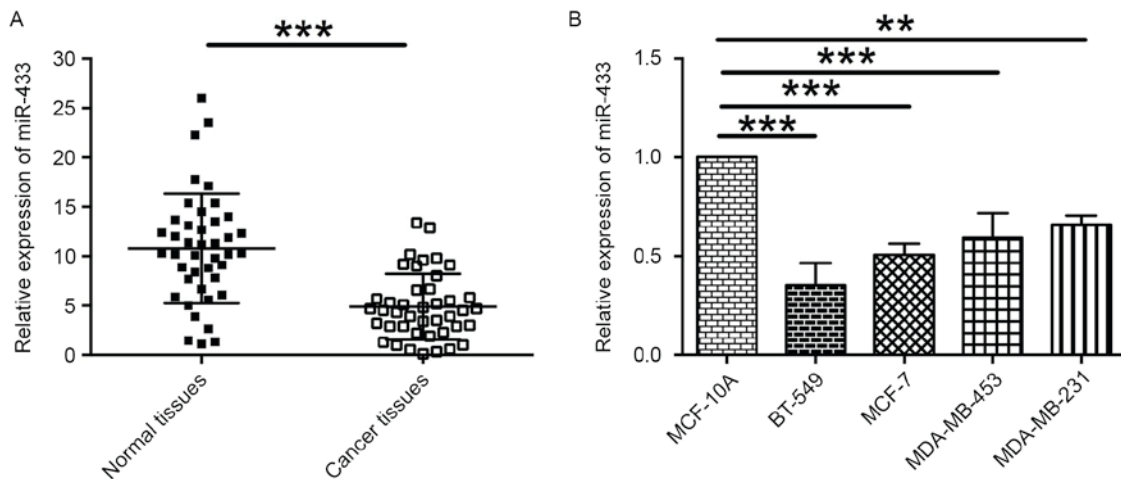 A
***
Relative expression of miR-433
30
25
20
15
10
5
0
Normal tissues
Cancer tissues
B
**
***
***
***
Relative expression of miR-433
1.5
1.0
0.5
0.0
MCF-10A
BT-549
MCF-7
MDA-MB-453
MDA-MB-231